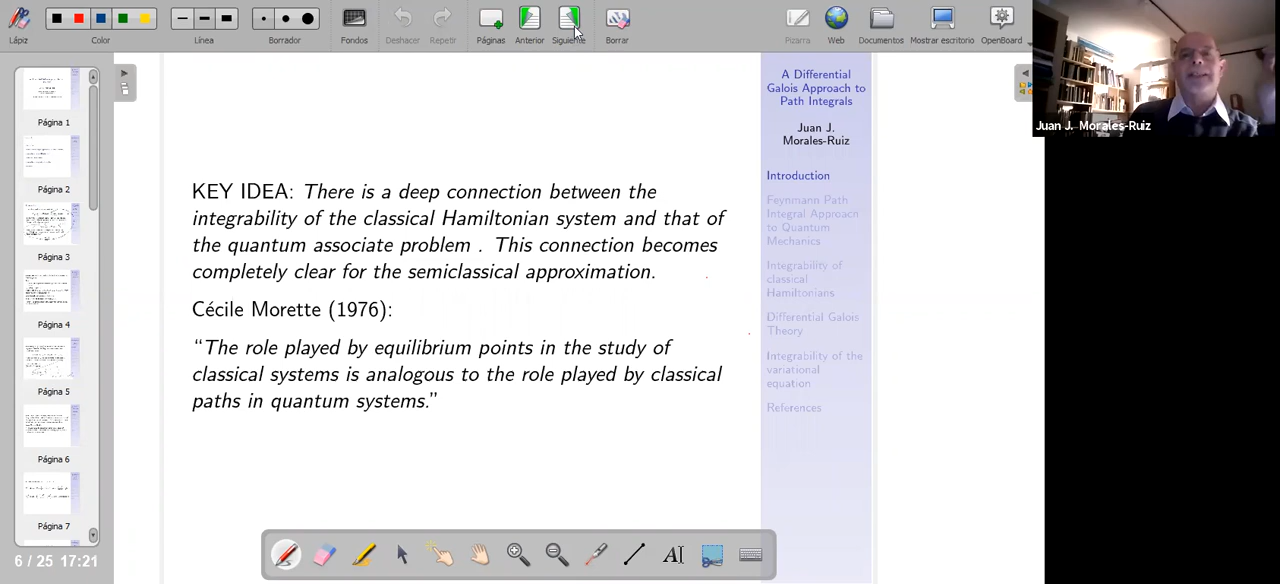 Lápiz
Color
Línea
Borrador
Fondos
Deshacer
Repetir
Páginas
Anterior
Siguiente
Borrar
Pizarra
Web
Documentos
Mostrar escritorio
OpenBoard
Juan J. Morales-Ruiz
Página 1
Página 2
Página 3
Página 4
Página 5
Página 6
Página 7
6 / 25 17:21
KEY IDEA: There is a deep connection between the
integrability of the classical Hamiltonian system and that of
the quantum associate problem . This connection becomes
completely clear for the semiclassical approximation.
Cécile Morette (1976):
“The role played by equilibrium points in the study of
classical systems is analogous to the role played by classical
paths in quantum systems.”
A Differential
Galois Approach to
Path Integrals
Juan J.
Morales-Ruiz
Introduction
Feynmann Path
Integral Approach
to Quantum
Mechanics
Integrability of
classical
Hamiltonians
Differential Galois
Theory
Integrability of the
variational
equation
References